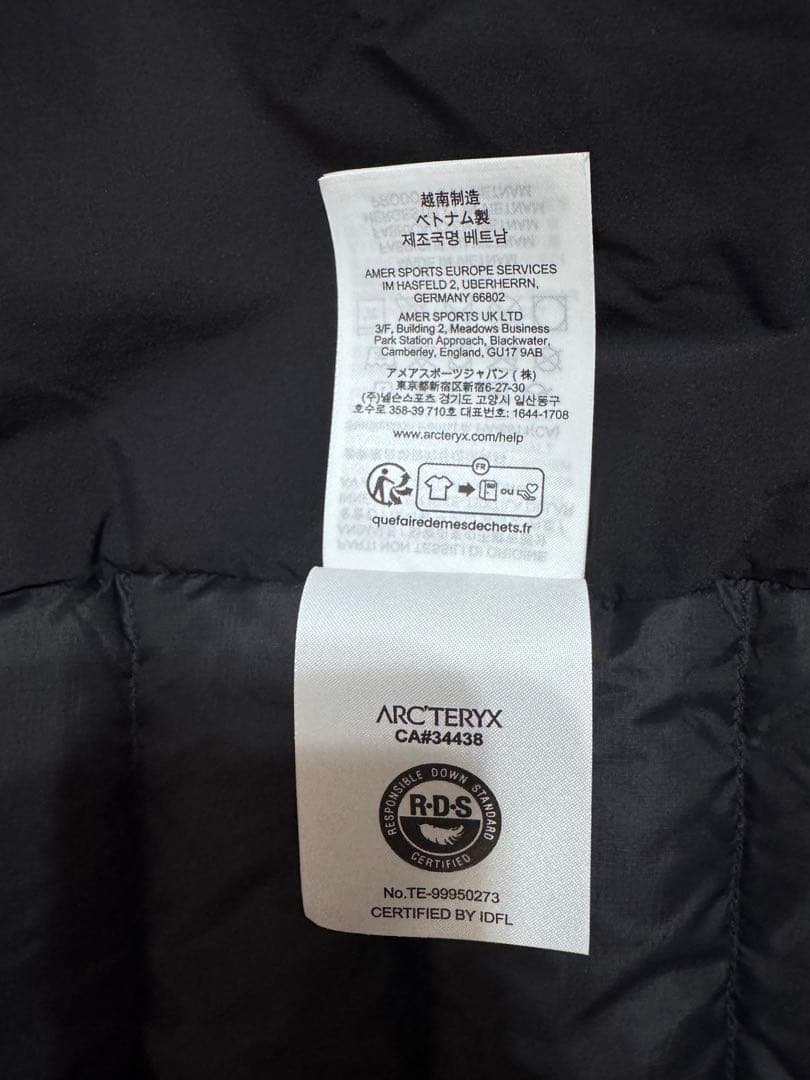 越南制造
ベトナム製
제조국명 베트남
AMER SPORTS EUROPE SERVICES
IM HASFELD 2, UBERHERRN,
GERMANY 66802
AMER SPORTS UK LTD
3/F, Building 2, Meadows Business
Park Station Approach, Blackwater,
Camberley, England, GU17 9AB
アメアスポーツジャパン (株)
東京都新宿区新宿6-27-30
(주)넬슨스포츠 경기도 고양시 일산동구
호수로 358-39 710호 대표번호: 1644-1708
www.arcteryx.com/help
FR
OU
quefairedemesdechets.fr
ARC'TERYX
CA#34438
RESPONSIBLE DOWN STANDARD
R·D·S
CERTIFIED
No.TE-99950273
CERTIFIED BY IDFL